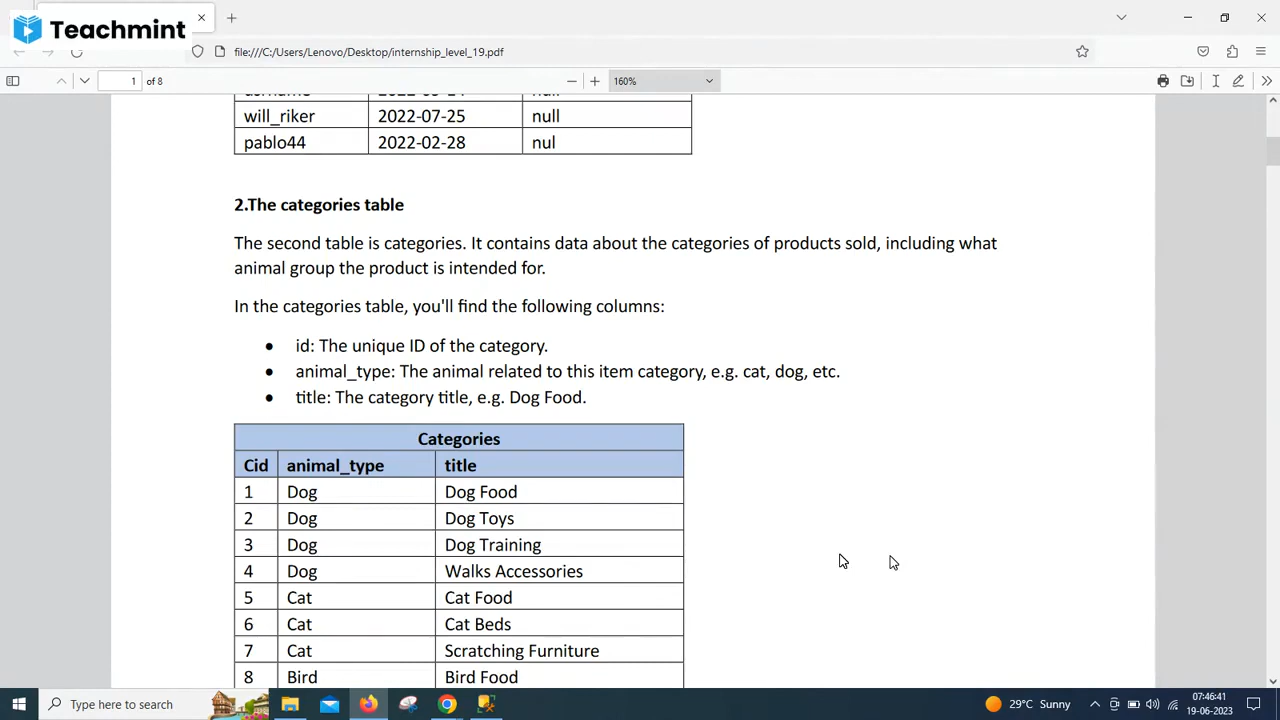 Teachmint
file:///C:/Users/Lenovo/Desktop/internship_level_19.pdf
1 of 8
160%
will_riker 2022-07-25 null
pablo44 2022-02-28 nul
2.The categories table
The second table is categories. It contains data about the categories of products sold, including what
animal group the product is intended for.
In the categories table, you'll find the following columns:
• id: The unique ID of the category.
• animal_type: The animal related to this item category, e.g. cat, dog, etc.
• title: The category title, e.g. Dog Food.
Categories
Cid animal_type title
1 Dog Dog Food
2 Dog Dog Toys
3 Dog Dog Training
4 Dog Walks Accessories
5 Cat Cat Food
6 Cat Cat Beds
7 Cat Scratching Furniture
8 Bird Bird Food
Type here to search
29°C Sunny
07:46:41
19-06-2023